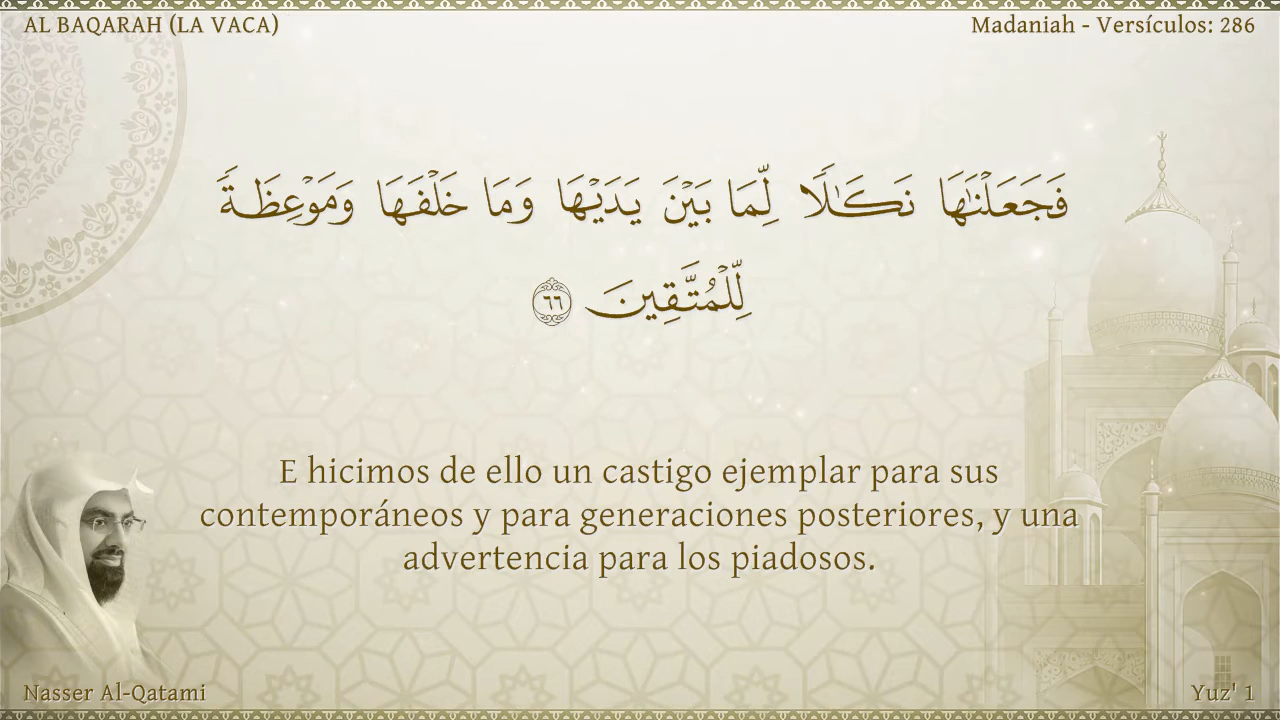 AL BAQARAH (LA VACA)
Madaniah - Versículos: 286
فَجَعَلْنَٰهَا نَكَٰلًا لِّمَا بَيْنَ يَدَيْهَا وَمَا خَلْفَهَا وَمَوْعِظَةً
لِّلْمُتَّقِينَ ٦٦
E hicimos de ello un castigo ejemplar para sus
contemporáneos y para generaciones posteriores, y una
advertencia para los piadosos.
Nasser Al-Qatami
Yuz' 1